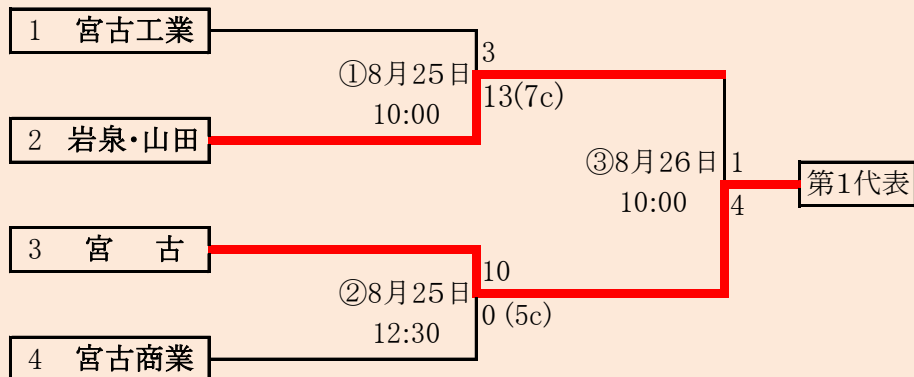 1 宮古工業
3
①8月25日
13(7c)
10:00
2 岩泉・山田
③8月26日
1
第1代表
10:00
4
3 宮 古
10
②8月25日
0 (5c)
12:30
4 宮古商業